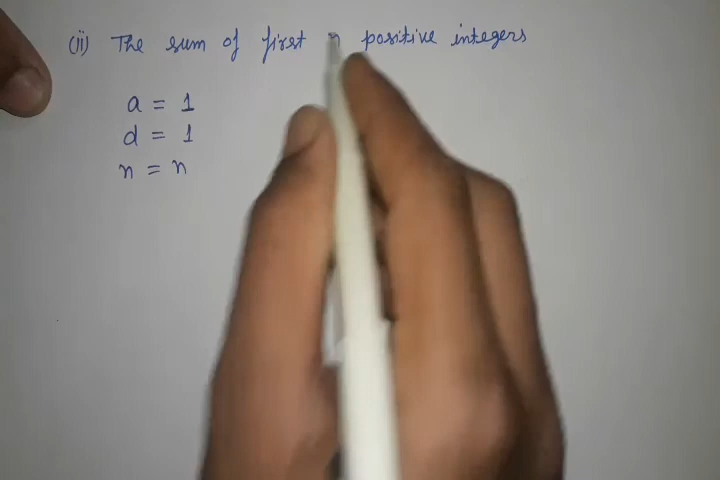 (ii) The sum of first n positive integers
a = 1
d = 1
n = n